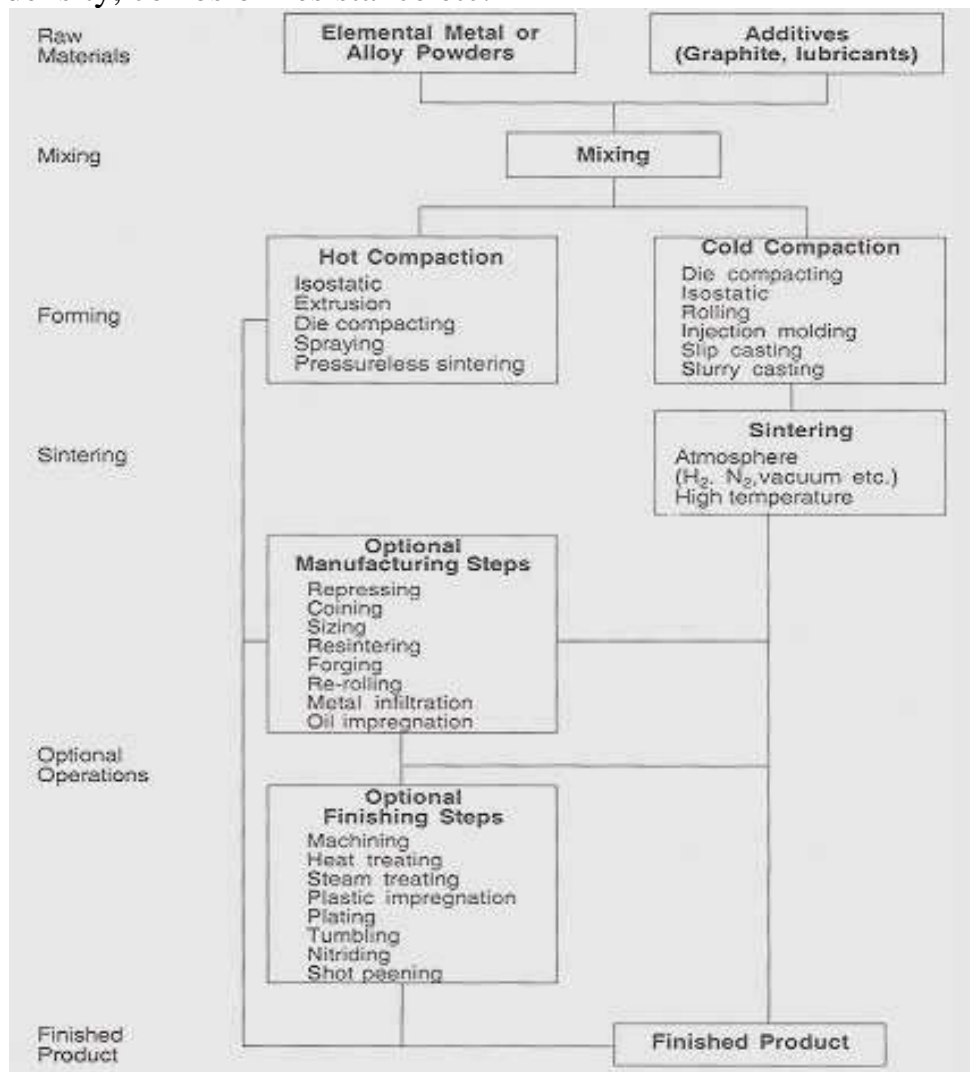 density,
Raw
Materials
Elemental Metal or
Alloy Powders
Additives
(Graphite, lubricants)
Mixing
Mixing
Forming
Hot Compaction
Isostatic
Extrusion
Die compacting
Spraying
Pressureless sintering
Cold Compaction
Die compacting
Isostatic
Rolling
Injection molding
Slip casting
Slurry casting
Sintering
Sintering
Atmosphere
(H₂. N₂,vacuum etc.)
High temperature
Optional
Manufacturing Steps
Repressing
Coining
Sizing
Resintering
Forging
Re-rolling
Metal infiltration
Oil impregnation
Optional
Operations
Optional
Finishing Steps
Machining
Heat treating
Steam treating
Plastic impregnation
Plating
Tumbling
Nitriding
Shot peening
Finished
Product
Finished Product